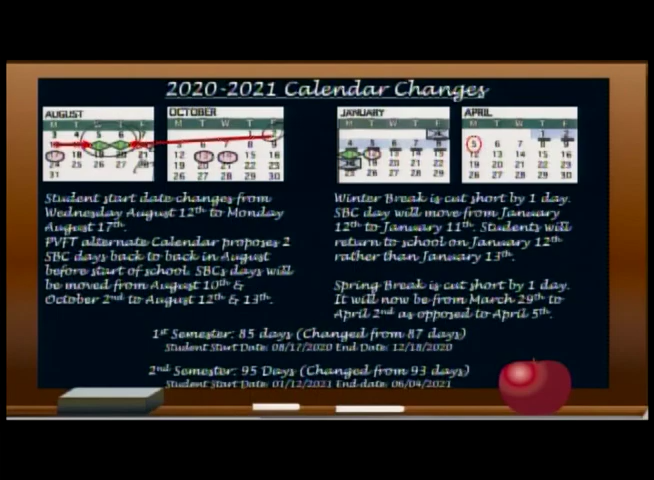 2020-2021 Calendar Changes
AUGUST
OCTOBER
JANUARY
APRIL
Student start date changes from
Wednesday August 12th to Monday
August 17th.
PVFT alternate Calendar proposes 2
SBC days back to back in August
before start of school. SBCs days will
be moved from August 10th &
October 2nd to August 12th & 13th.
Winter Break is cut short by 1 day.
SBC day will move from January
12th to January 11th. Students will
return to school on January 12th
rather than January 13th.
Spring Break is cut short by 1 day.
It will now be from March 29th to
April 2nd as opposed to April 5th.
1st Semester: 85 days (Changed from 87 days)
Student Start Date: 08/17/2020 End Date: 12/18/2020
2nd Semester: 95 Days (Changed from 93 days)
Student Start Date: 01/12/2021 End date: 06/04/2021